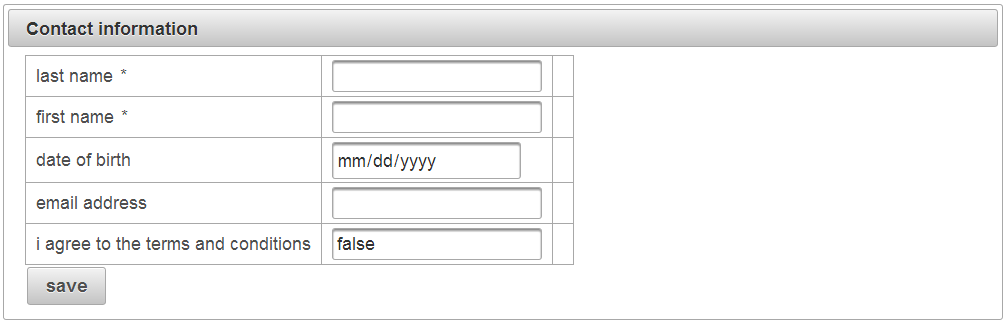 Contact information
last name *
first name *
date of birth mm/dd/yyyy
email address
i agree to the terms and conditions false
save